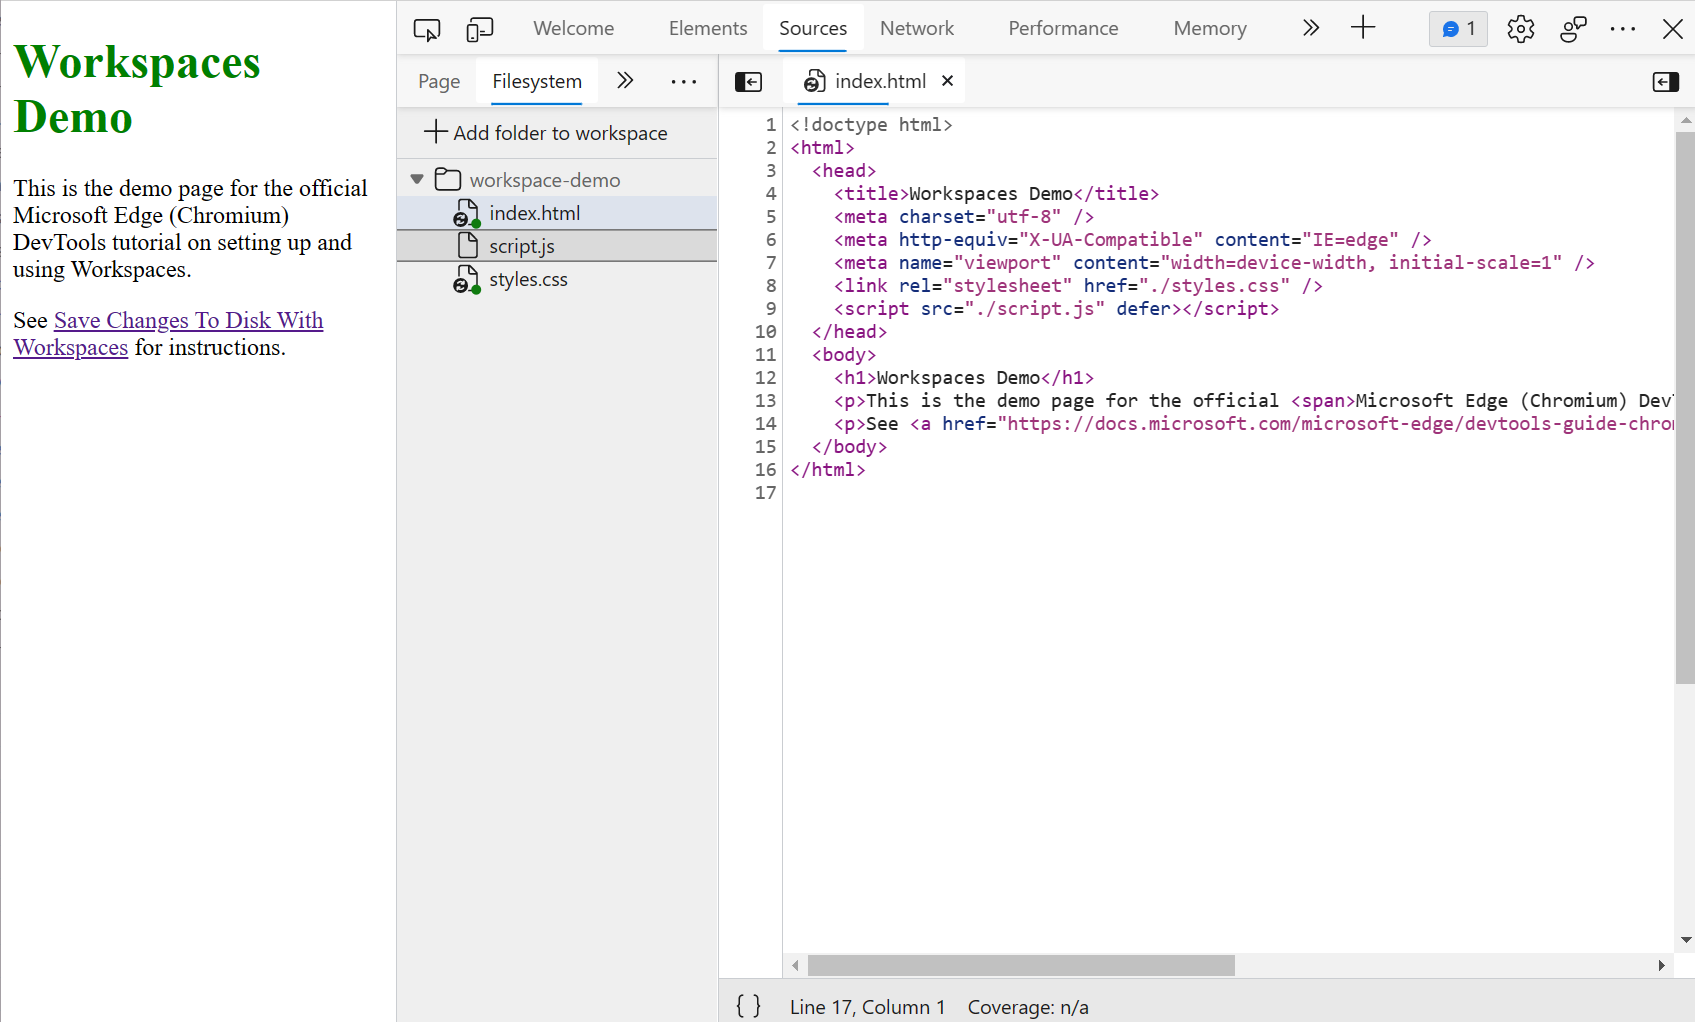 Workspaces
Demo
This is the demo page for the official
Microsoft Edge (Chromium)
DevTools tutorial on setting up and
using Workspaces.
See Save Changes To Disk With
Workspaces for instructions.
Welcome Elements Sources Network Performance Memory 1
Page Filesystem
Add folder to workspace
workspace-demo
index.html
script.js
styles.css
index.html
1 <!doctype html>
2 <html>
3 <head>
4 <title>Workspaces Demo</title>
5 <meta charset="utf-8" />
6 <meta http-equiv="X-UA-Compatible" content="IE=edge" />
7 <meta name="viewport" content="width=device-width, initial-scale=1" />
8 <link rel="stylesheet" href="./styles.css" />
9 <script src="./script.js" defer></script>
10 </head>
11 <body>
12 <h1>Workspaces Demo</h1>
13 <p>This is the demo page for the official <span>Microsoft Edge (Chromium) Dev
14 <p>See <a href="https://docs.microsoft.com/microsoft-edge/devtools-guide-chro
15 </body>
16 </html>
17
{ } Line 17, Column 1 Coverage: n/a